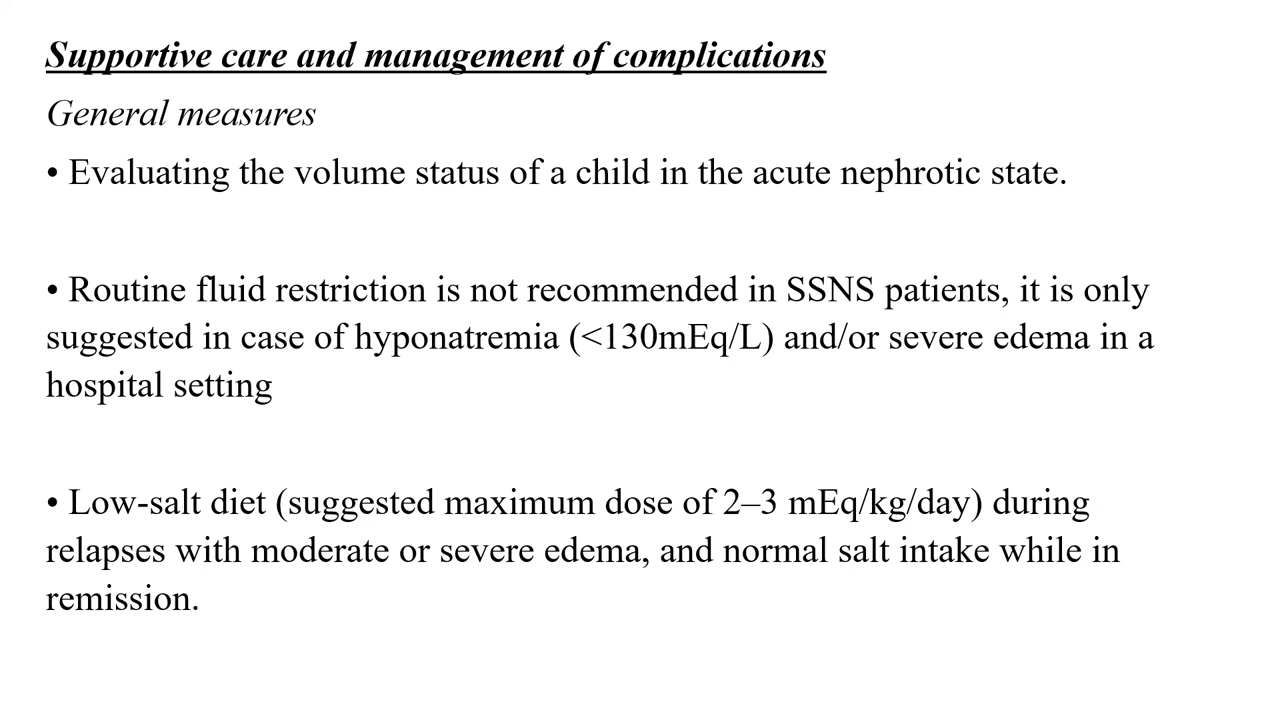 Supportive care and management of complications
General measures
• Evaluating the volume status of a child in the acute nephrotic state.
• Routine fluid restriction is not recommended in SSNS patients, it is only
suggested in case of hyponatremia (<130mEq/L) and/or severe edema in a
hospital setting
• Low-salt diet (suggested maximum dose of 2–3 mEq/kg/day) during
relapses with moderate or severe edema, and normal salt intake while in
remission.